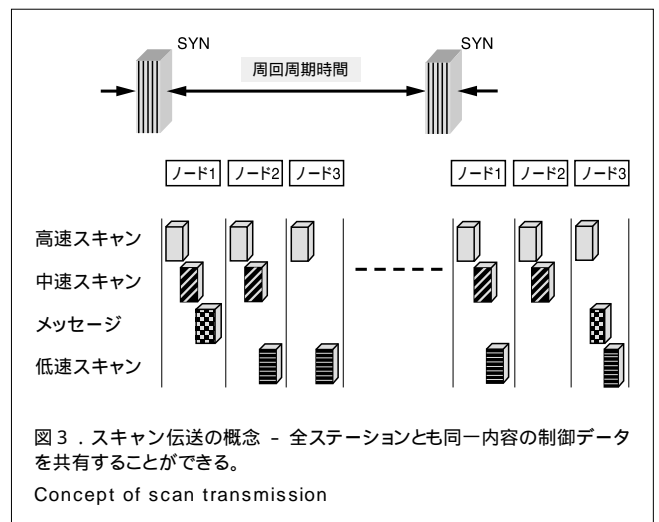 SYN
SYN
周回周期時間
ノード1 ノード2 ノード3 ノード1 ノード2 ノード3
高速スキャン
中速スキャン
メッセージ
低速スキャン
図3．スキャン伝送の概念 － 全ステーションとも同一内容の制御データ
を共有することができる。
Concept of scan transmission